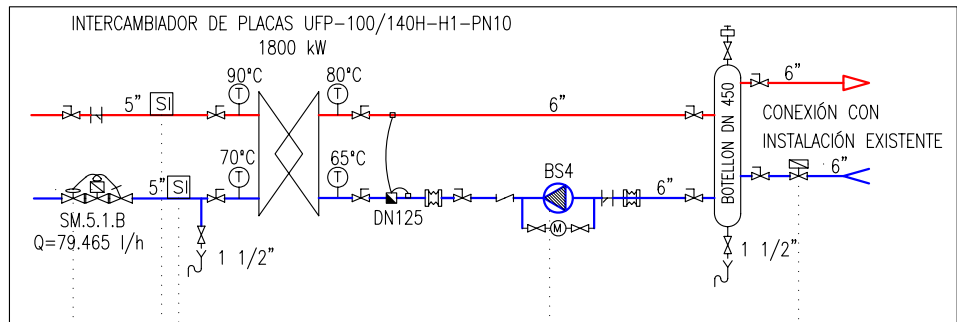 INTERCAMBIADOR DE PLACAS UFP-100/140H-H1-PN10
1800 kW
90°C
80°C
5"
SI
T
T
6"
6"
BOTELLON DN 450
CONEXIÓN CON
INSTALACIÓN EXISTENTE
70°C
65°C
5"
SI
T
T
BS4
6"
6"
DN125
M
SM.5.1.B
Q=79.465 l/h
1 1/2"
1 1/2"